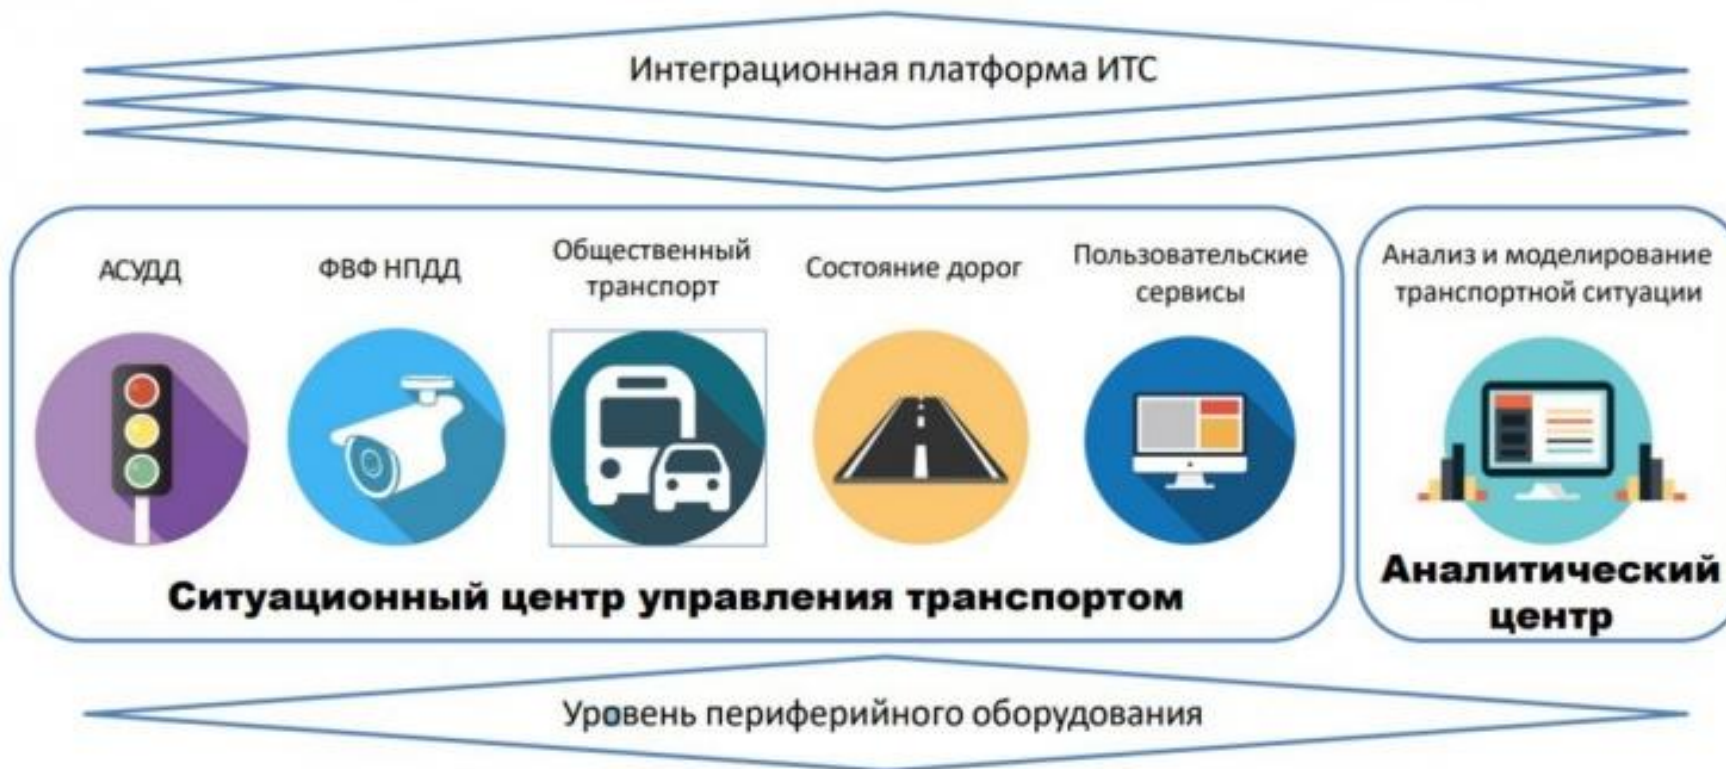 Интеграционная платформа ИТС
АСУДД
ФВФ НПДД
Общественный
транспорт
Состояние дорог
Пользовательские
сервисы
Ситуационный центр управления транспортом
Анализ и моделирование
транспортной ситуации
Аналитический
центр
Уровень периферийного оборудования